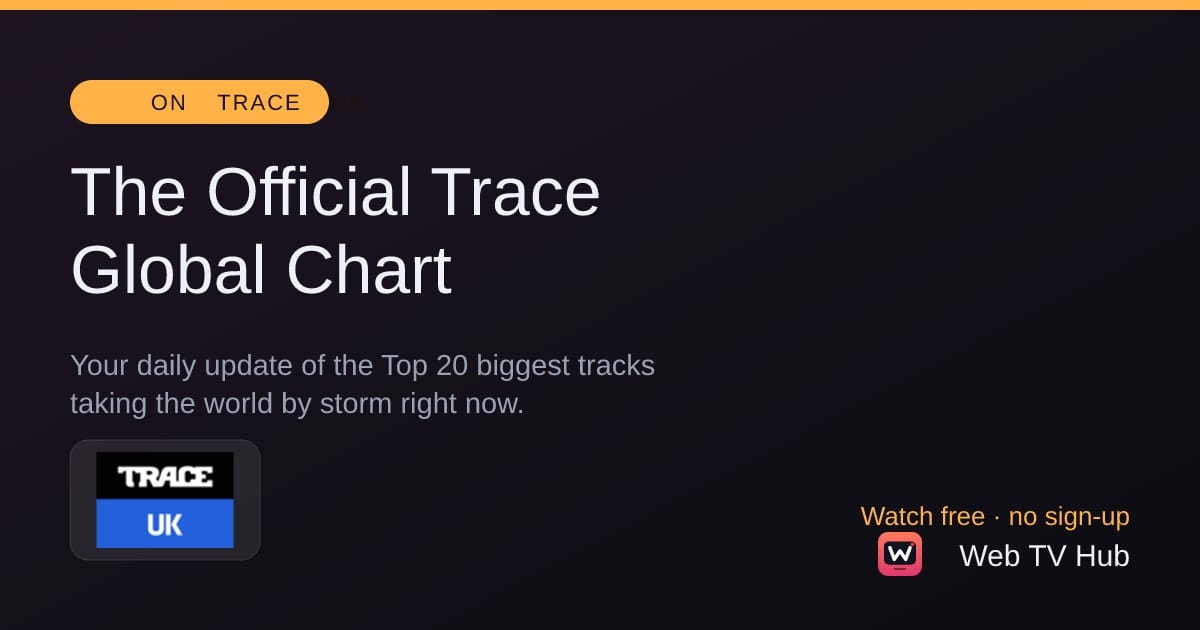 ON TRACE
The Official Trace
Global Chart
Your daily update of the Top 20 biggest tracks
taking the world by storm right now.
TRACE
UK
Watch free · no sign-up
W
Web TV Hub